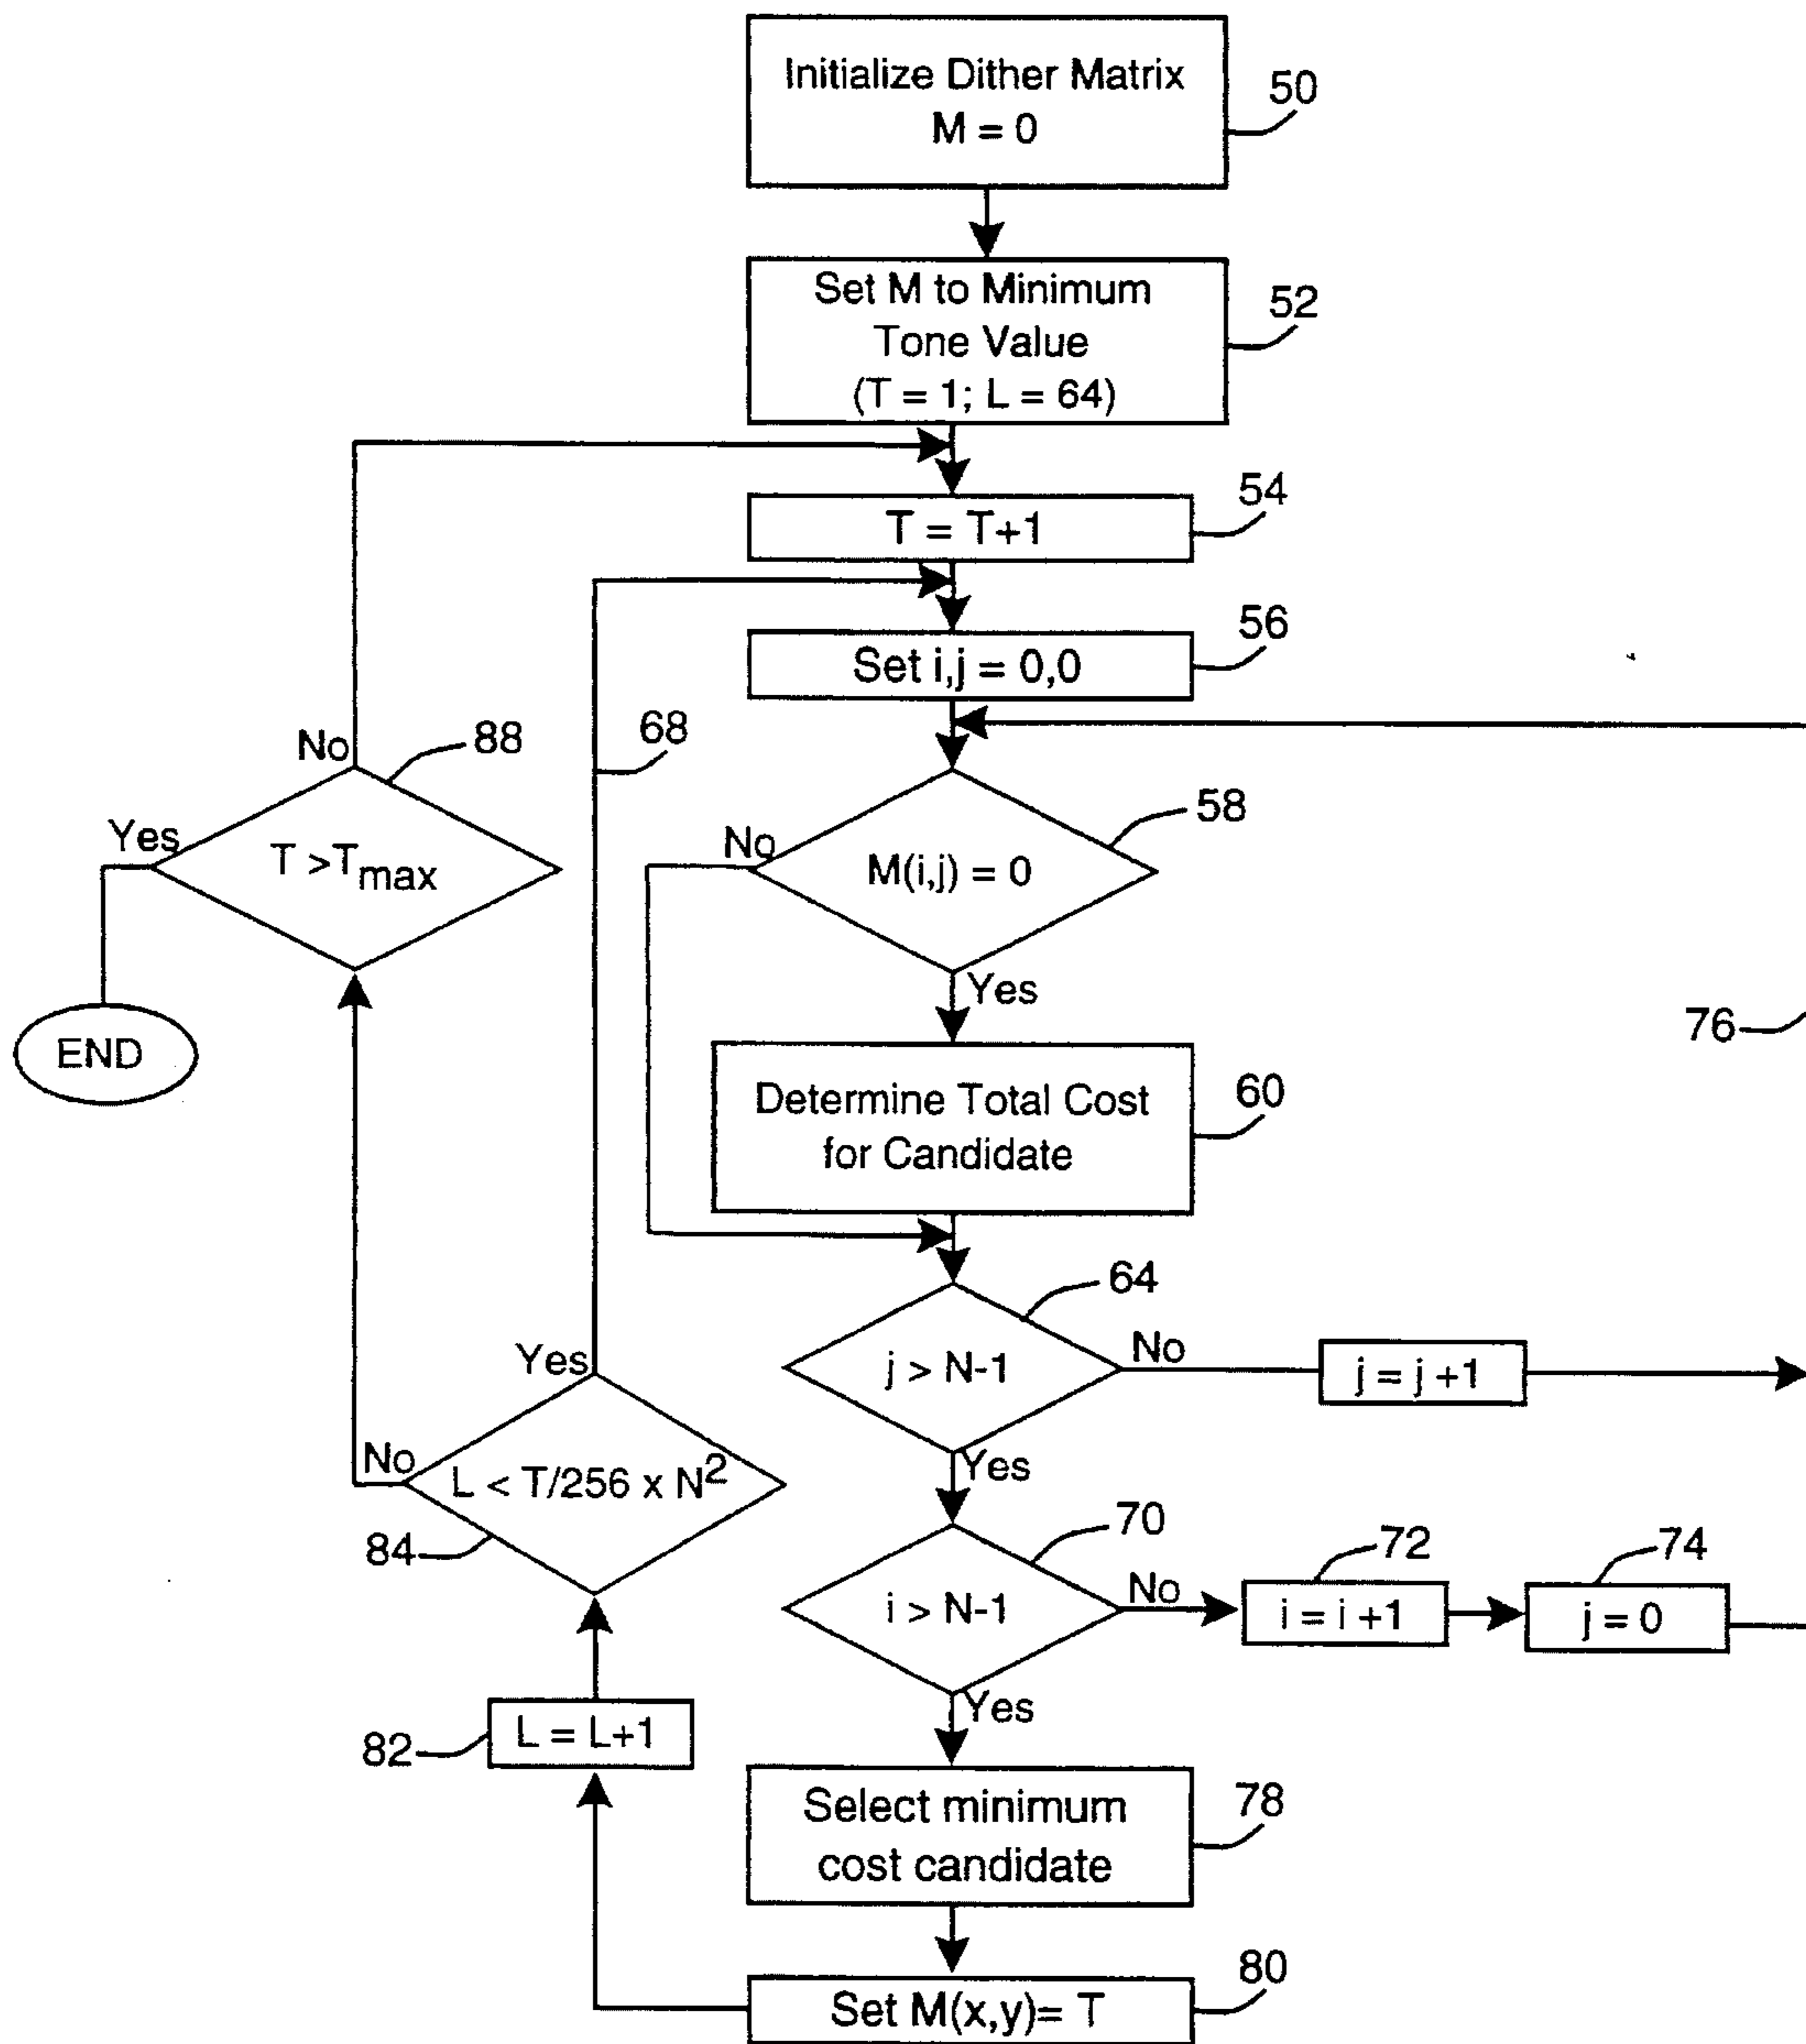 Initialize Dither Matrix
M = 0
50
Set M to Minimum
Tone Value
(T = 1; L = 64)
52
T = T+1
54
Set i,j = 0,0
56
68
No
88
T >Tmax
Yes
END
58
No
M(i,j) = 0
Yes
76
Determine Total Cost
for Candidate
60
64
j > N-1
No
j = j +1
Yes
Yes
No
L < T/256 x N²
84
70
i > N-1
No
72
i = i +1
74
j = 0
Yes
L = L+1
82
Select minimum
cost candidate
78
Set M(x,y)= T
80